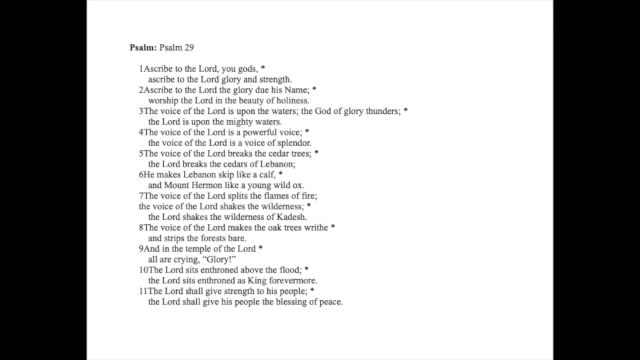 Psalm: Psalm 29
1Ascribe to the Lord, you gods, *
ascribe to the Lord glory and strength.
2Ascribe to the Lord the glory due his Name; *
worship the Lord in the beauty of holiness.
3The voice of the Lord is upon the waters; the God of glory thunders; *
the Lord is upon the mighty waters.
4The voice of the Lord is a powerful voice; *
the voice of the Lord is a voice of splendor.
5The voice of the Lord breaks the cedar trees; *
the Lord breaks the cedars of Lebanon;
6He makes Lebanon skip like a calf, *
and Mount Hermon like a young wild ox.
7The voice of the Lord splits the flames of fire;
the voice of the Lord shakes the wilderness; *
the Lord shakes the wilderness of Kadesh.
8The voice of the Lord makes the oak trees writhe *
and strips the forests bare.
9And in the temple of the Lord *
all are crying, “Glory!”
10The Lord sits enthroned above the flood; *
the Lord sits enthroned as King forevermore.
11The Lord shall give strength to his people; *
the Lord shall give his people the blessing of peace.